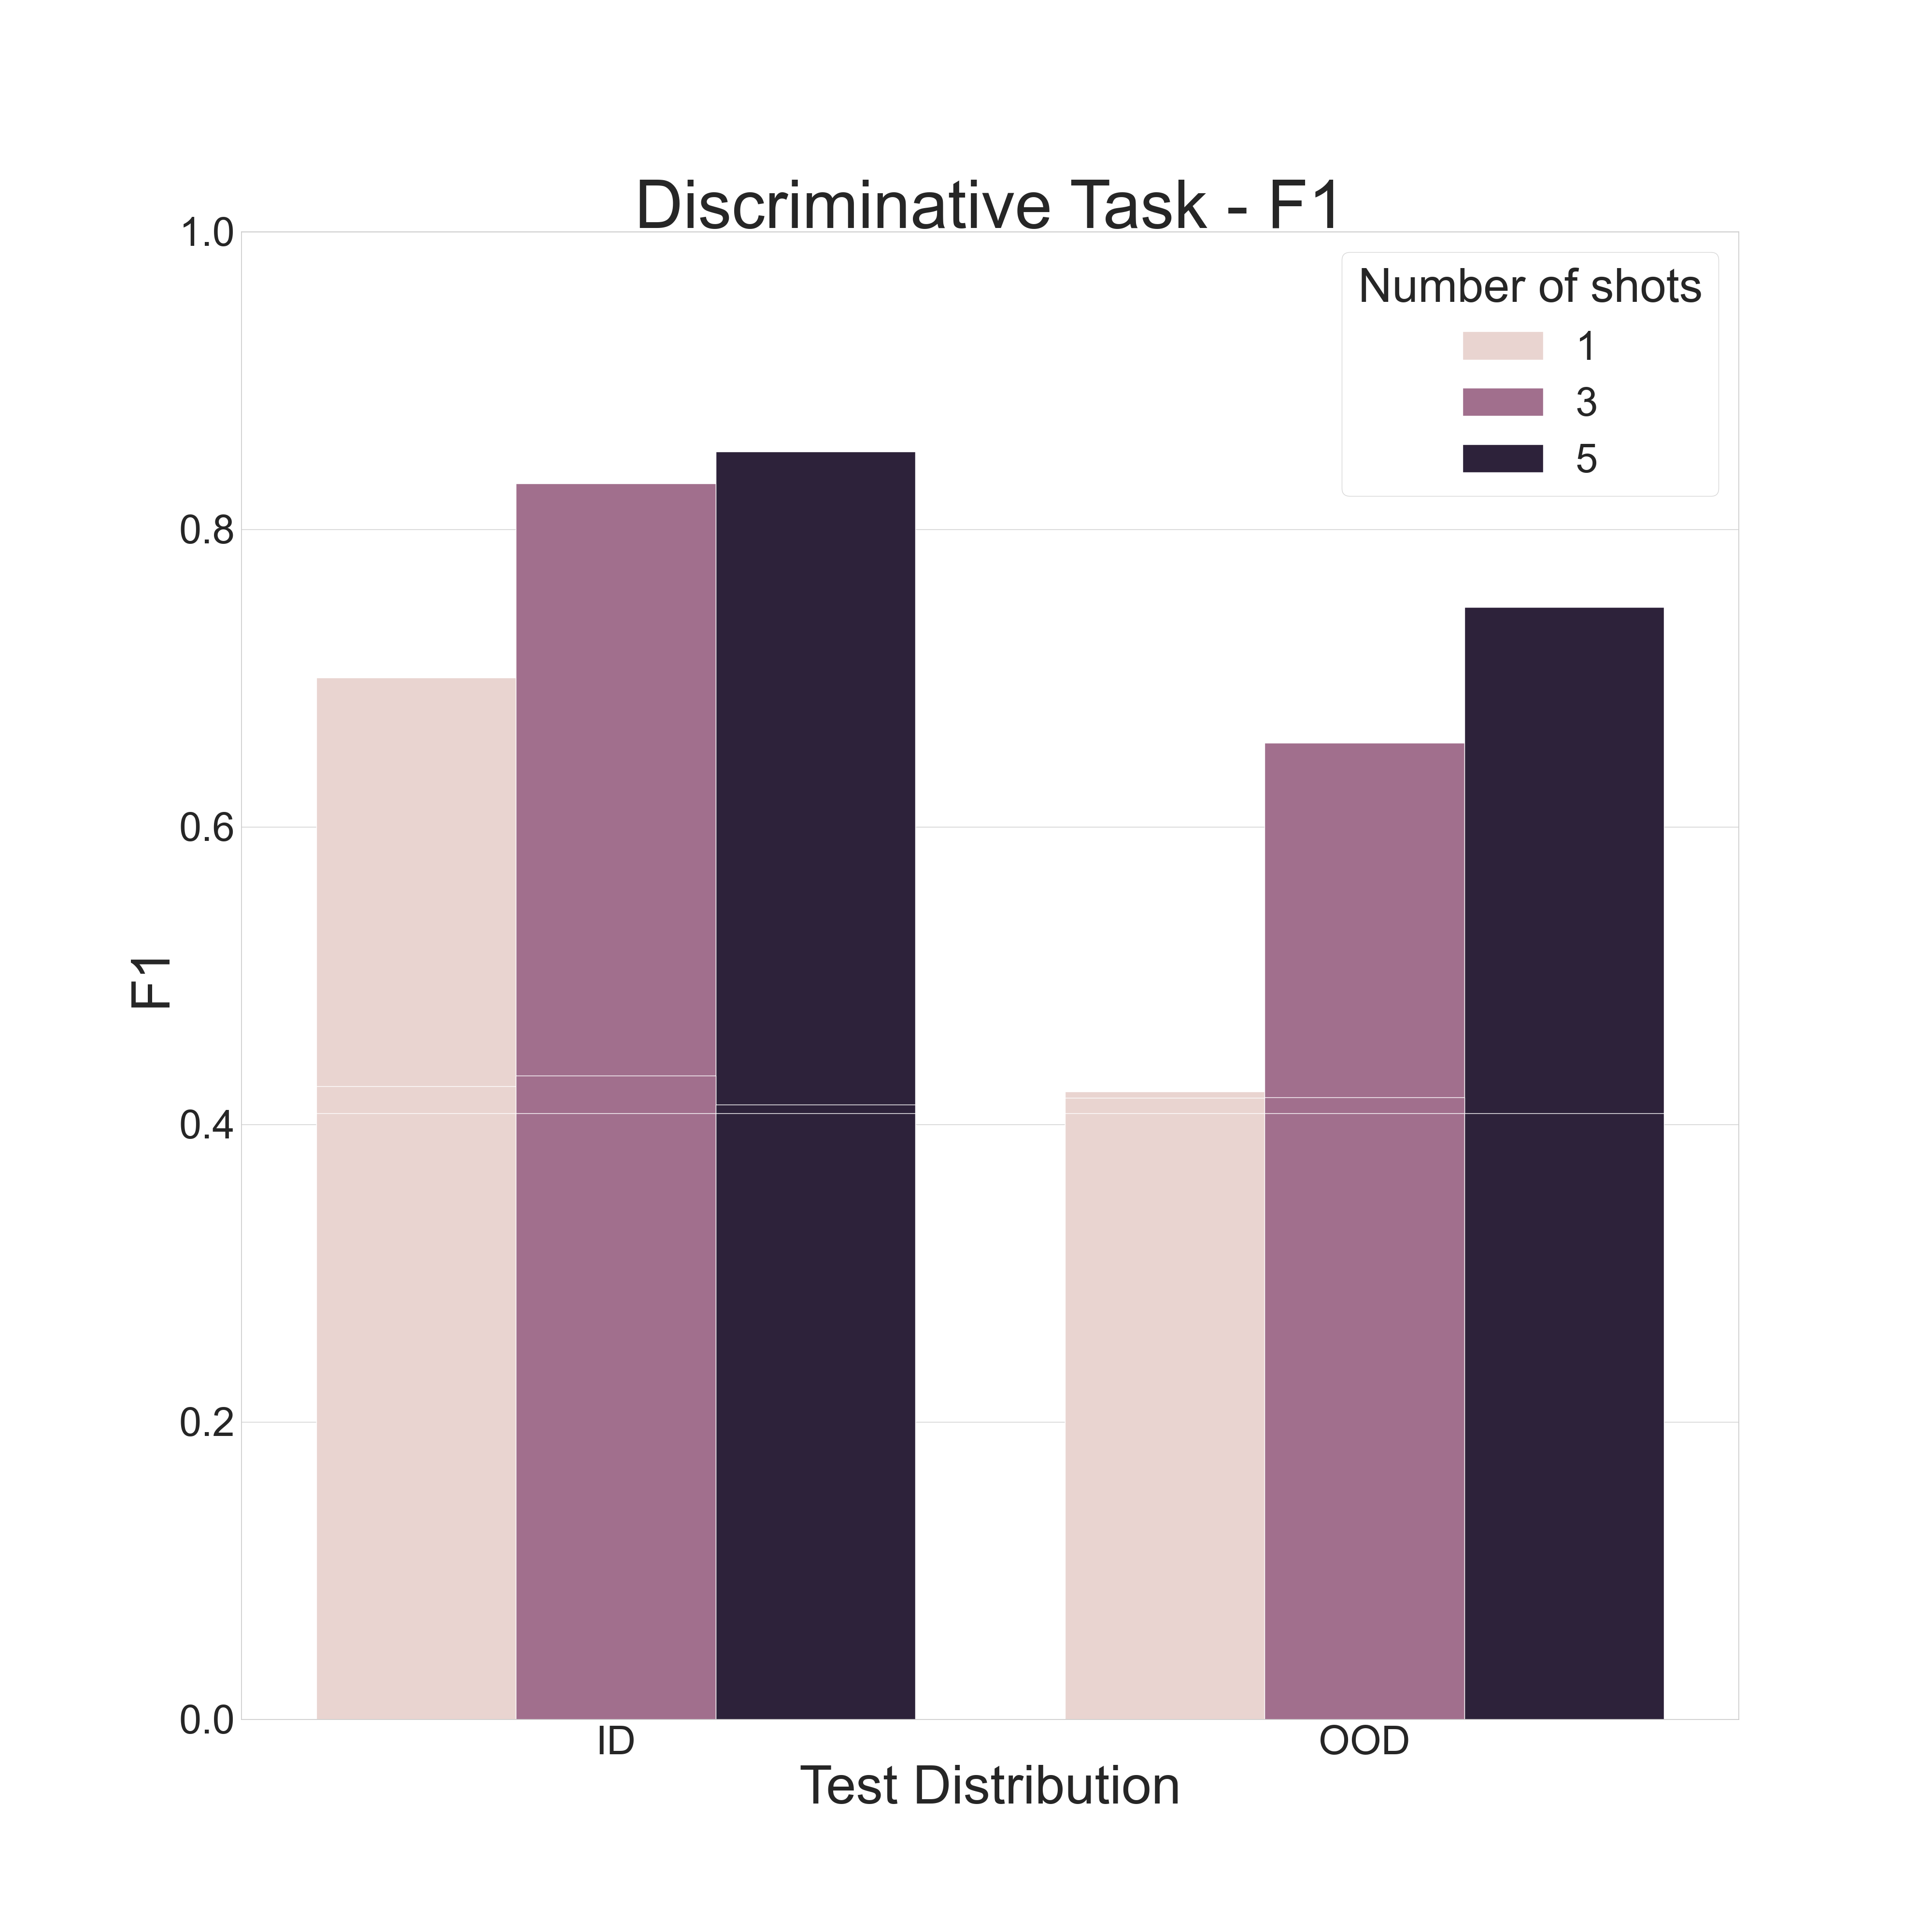 Discriminative Task - F1
1.0
0.8
0.6
0.4
0.2
0.0
F1
Number of shots
1
3
5
ID
OOD
Test Distribution